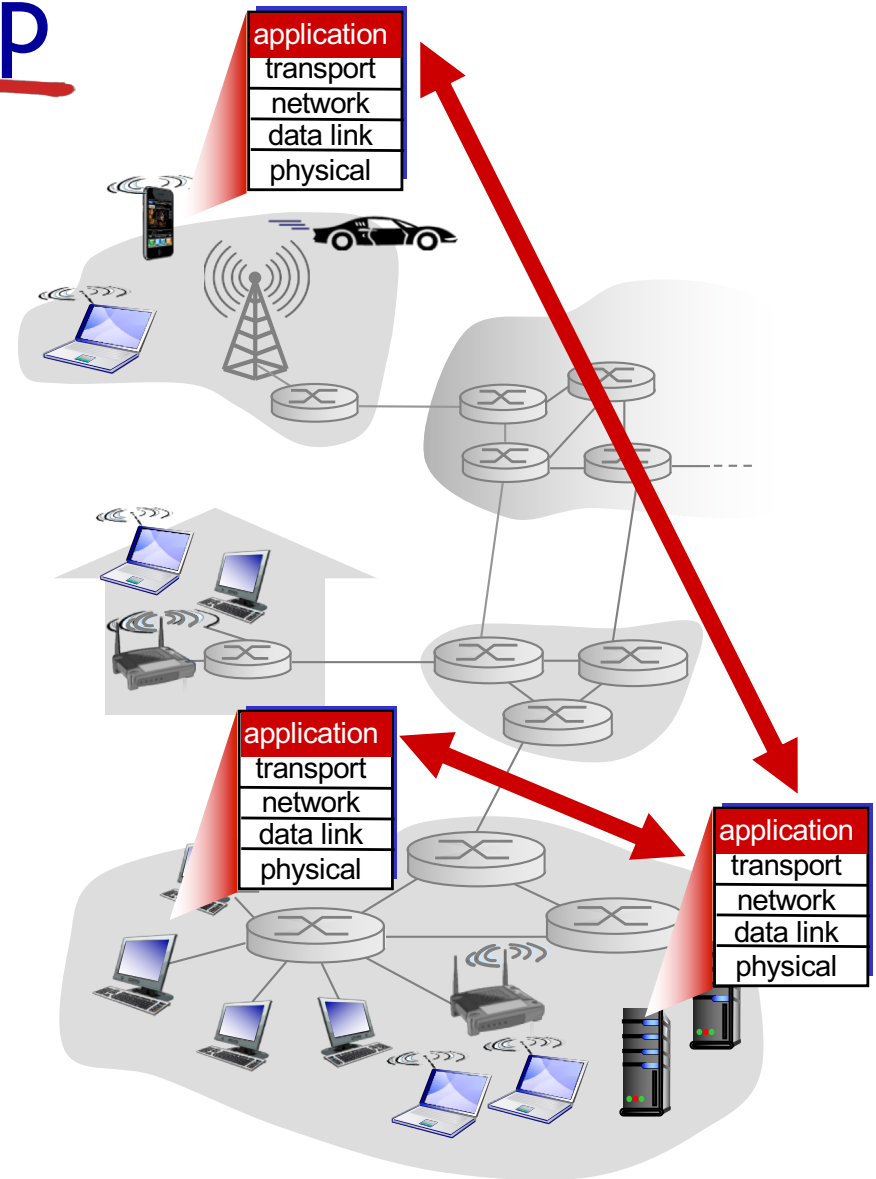 p
application
transport
network
data link
physical
application
transport
network
data link
physical
application
transport
network
data link
physical